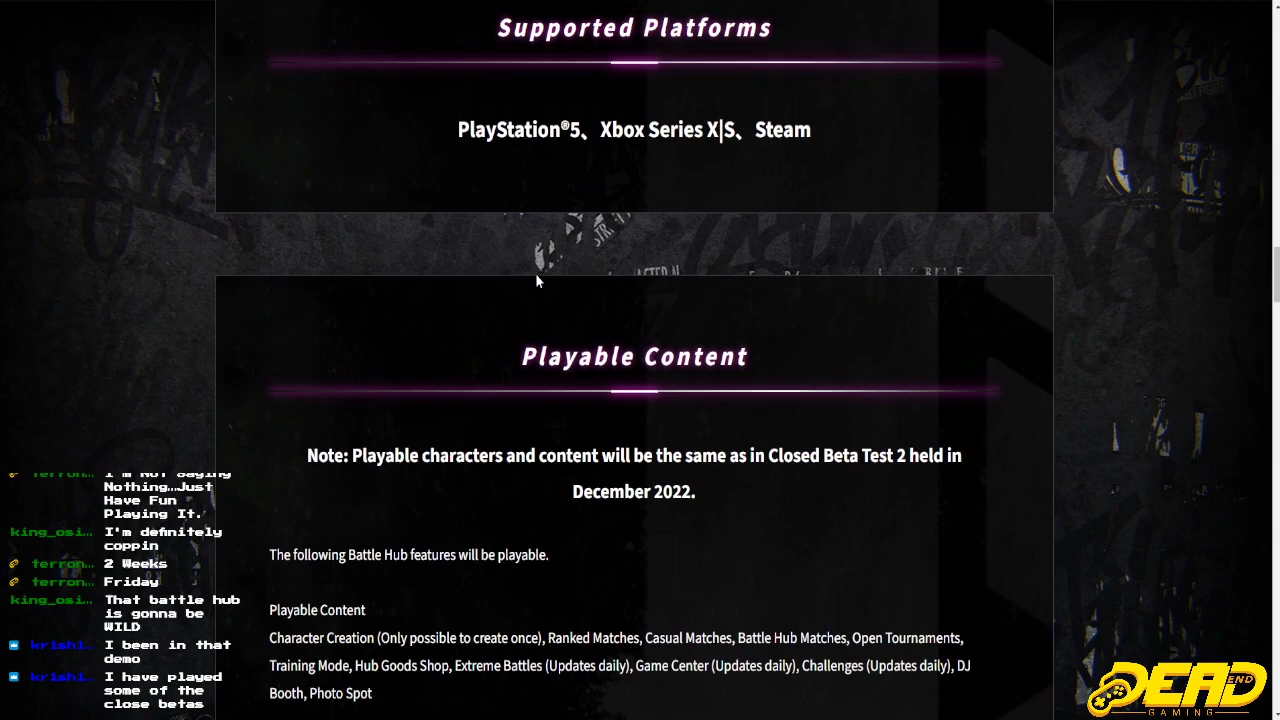 Supported Platforms
PlayStation®5、Xbox Series X|S、Steam
Playable Content
Note: Playable characters and content will be the same as in Closed Beta Test 2 held in
December 2022.
The following Battle Hub features will be playable.
Playable Content
Character Creation (Only possible to create once), Ranked Matches, Casual Matches, Battle Hub Matches, Open Tournaments,
Training Mode, Hub Goods Shop, Extreme Battles (Updates daily), Game Center (Updates daily), Challenges (Updates daily), DJ
Booth, Photo Spot
terron… I'm Not Saying
Nothing…Just
Have Fun
Playing It.
king_osi… I'm definitely
coppin
terron… 2 Weeks
terron… Friday
king_osi… That battle hub
is gonna be
WILD
krishi… I been in that
demo
krishi… I have played
some of the
close betas
DEAD
END
GAMING